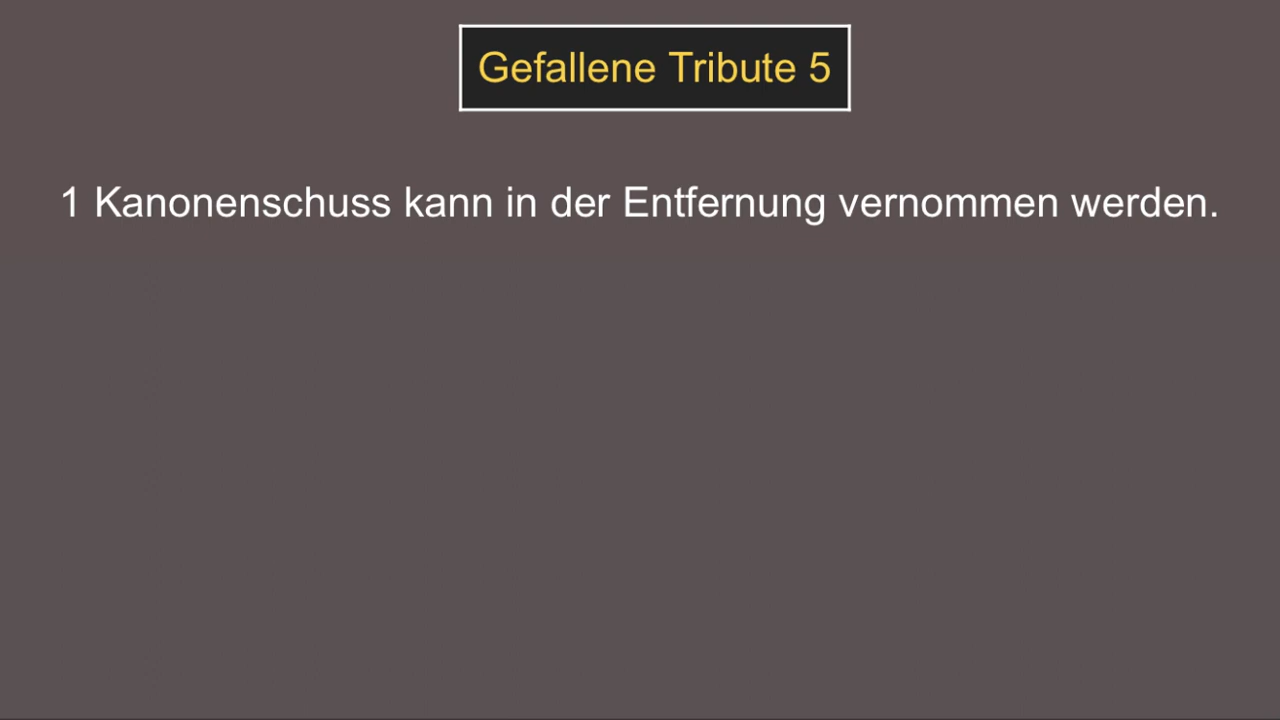 Gefallene Tribute 5
1 Kanonenschuss kann in der Entfernung vernommen werden.